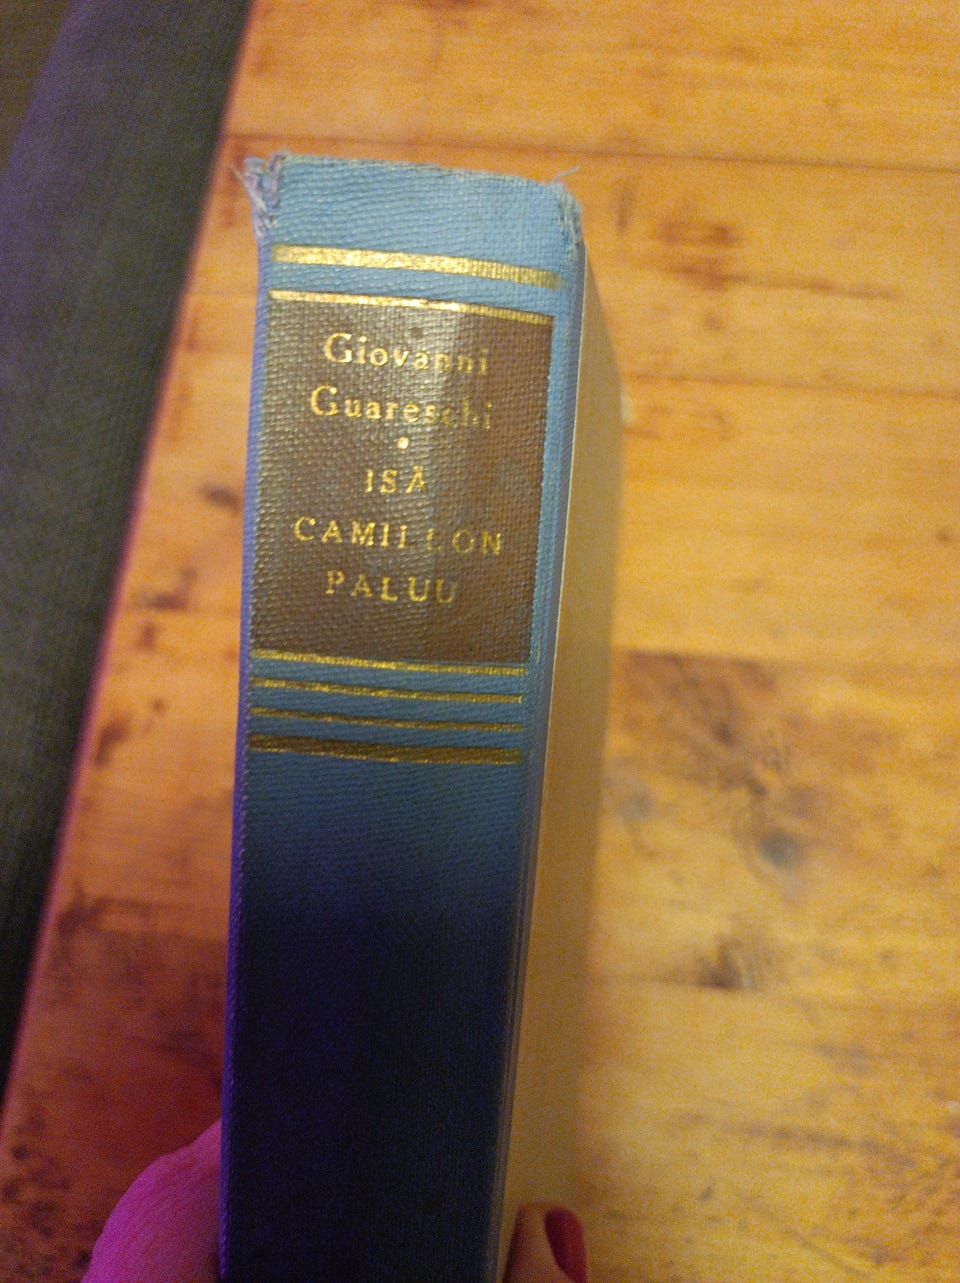 Giovanni
Guareschi
ISÄ
CAMILLON
PALUU